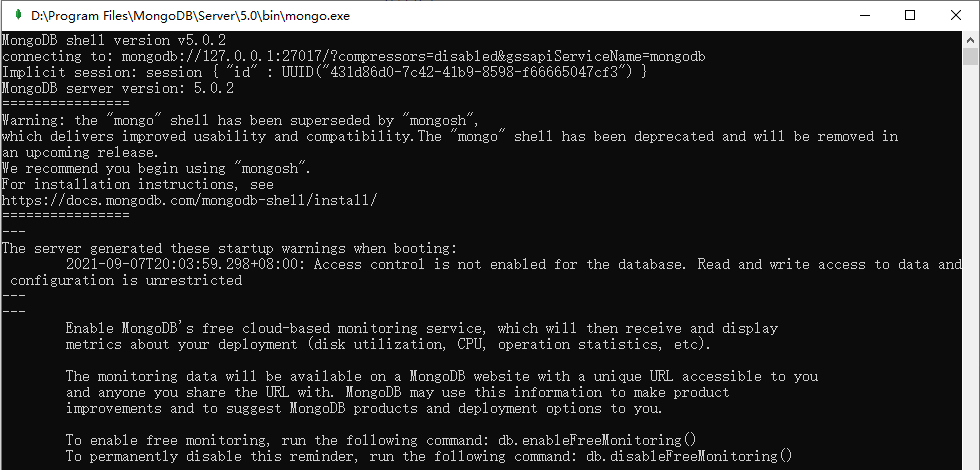 D:\Program Files\MongoDB\Server\5.0\bin\mongo.exe
MongoDB shell version v5.0.2
connecting to: mongodb://127.0.0.1:27017/?compressors=disabled&gssapiServiceName=mongodb
Implicit session: session { "id" : UUID("431d86d0-7c42-41b9-8598-f66665047cf3") }
MongoDB server version: 5.0.2
================
Warning: the "mongo" shell has been superseded by "mongosh",
which delivers improved usability and compatibility.The "mongo" shell has been deprecated and will be removed in
an upcoming release.
We recommend you begin using "mongosh".
For installation instructions, see
https://docs.mongodb.com/mongodb-shell/install/
================
---
The server generated these startup warnings when booting:
        2021-09-07T20:03:59.298+08:00: Access control is not enabled for the database. Read and write access to data and
 configuration is unrestricted
---
---
        Enable MongoDB's free cloud-based monitoring service, which will then receive and display
        metrics about your deployment (disk utilization, CPU, operation statistics, etc).
        The monitoring data will be available on a MongoDB website with a unique URL accessible to you
        and anyone you share the URL with. MongoDB may use this information to make product
        improvements and to suggest MongoDB products and deployment options to you.
        To enable free monitoring, run the following command: db.enableFreeMonitoring()
        To permanently disable this reminder, run the following command: db.disableFreeMonitoring()